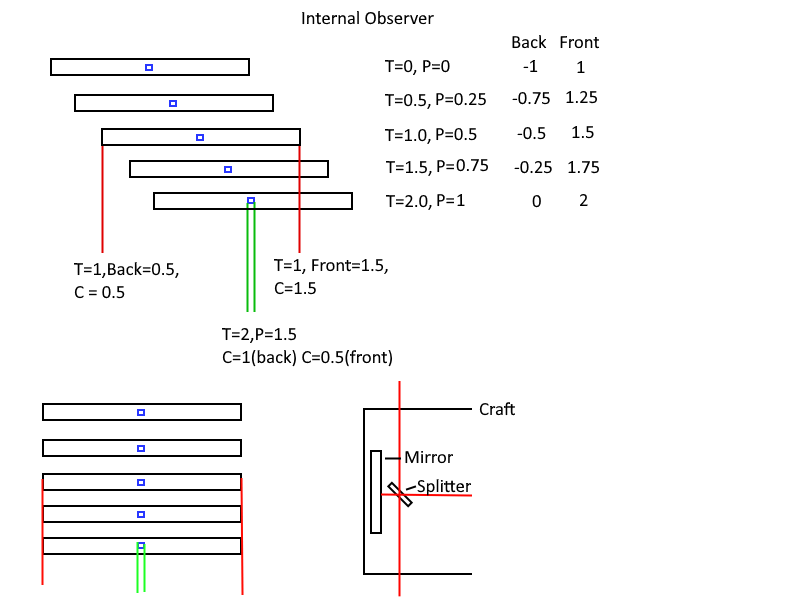 Internal Observer
Back Front
T=0, P=0 -1 1
T=0.5, P=0.25 -0.75 1.25
T=1.0, P=0.5 -0.5 1.5
T=1.5, P=0.75 -0.25 1.75
T=2.0, P=1 0 2
T=1,Back=0.5,
C = 0.5
T=1, Front=1.5,
C=1.5
T=2,P=1.5
C=1(back) C=0.5(front)
Craft
Mirror
Splitter